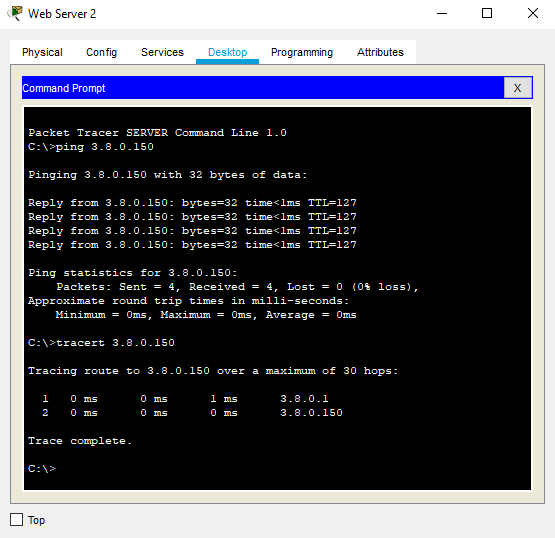 Web Server 2
Physical Config Services Desktop Programming Attributes
Command Prompt X
Packet Tracer SERVER Command Line 1.0
C:\>ping 3.8.0.150
Pinging 3.8.0.150 with 32 bytes of data:
Reply from 3.8.0.150: bytes=32 time<1ms TTL=127
Reply from 3.8.0.150: bytes=32 time<1ms TTL=127
Reply from 3.8.0.150: bytes=32 time<1ms TTL=127
Reply from 3.8.0.150: bytes=32 time<1ms TTL=127
Ping statistics for 3.8.0.150:
    Packets: Sent = 4, Received = 4, Lost = 0 (0% loss),
Approximate round trip times in milli-seconds:
    Minimum = 0ms, Maximum = 0ms, Average = 0ms
C:\>tracert 3.8.0.150
Tracing route to 3.8.0.150 over a maximum of 30 hops:
  1   0 ms      0 ms      1 ms      3.8.0.1
  2   0 ms      0 ms      0 ms      3.8.0.150
Trace complete.
C:\>
Top